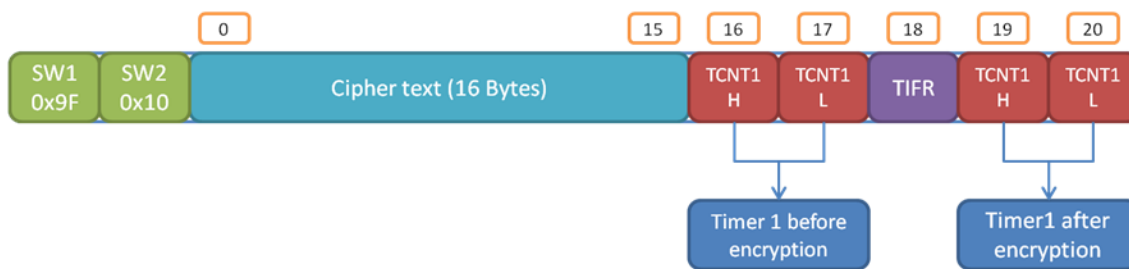 0
15
16
17
18
19
20
SW1
0x9F
SW2
0x10
Cipher text (16 Bytes)
TCNT1
H
TCNT1
L
TIFR
TCNT1
H
TCNT1
L
Timer 1 before
encryption
Timer1 after
encryption